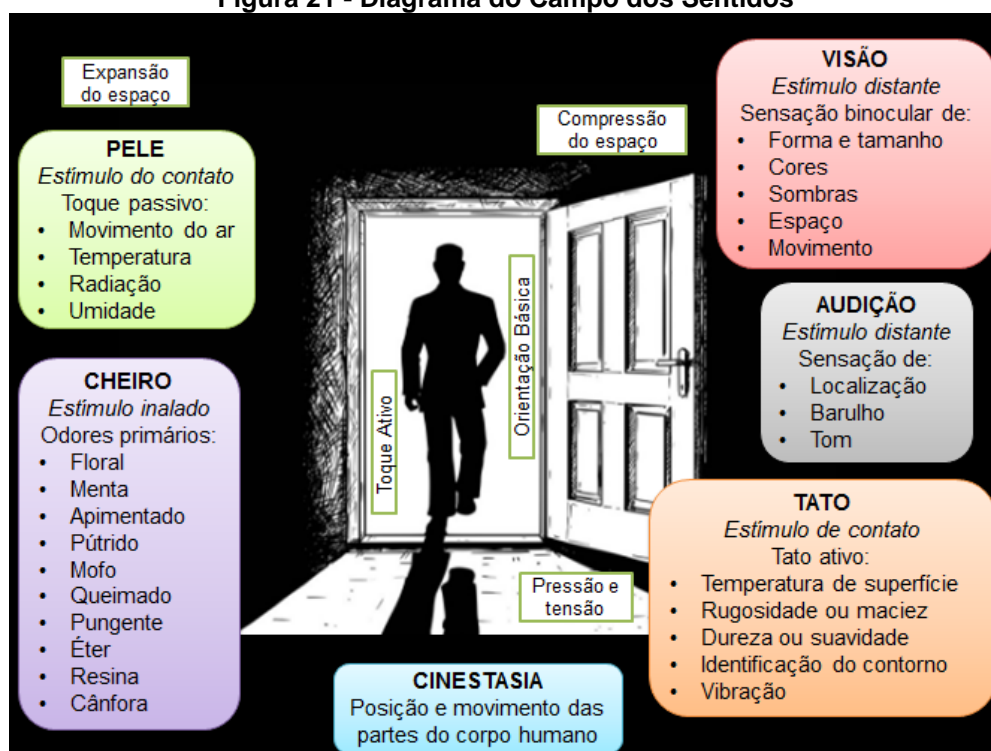 Figura 21 - Diagrama do Campo dos Sentidos
Expansão
do espaço
PELE
Estímulo do contato
Toque passivo:
• Movimento do ar
• Temperatura
• Radiação
• Umidade
CHEIRO
Estímulo inalado
Odores primários:
• Floral
• Menta
• Apimentado
• Pútrido
• Mofo
• Queimado
• Pungente
• Éter
• Resina
• Cânfora
Compressão
do espaço
Toque Ativo
Orientação Básica
Pressão e
tensão
CINESTASIA
Posição e movimento das
partes do corpo humano
VISÃO
Estímulo distante
Sensação binocular de:
• Forma e tamanho
• Cores
• Sombras
• Espaço
• Movimento
AUDIÇÃO
Estímulo distante
Sensação de:
• Localização
• Barulho
• Tom
TATO
Estímulo de contato
Tato ativo:
• Temperatura de superfície
• Rugosidade ou maciez
• Dureza ou suavidade
• Identificação do contorno
• Vibração